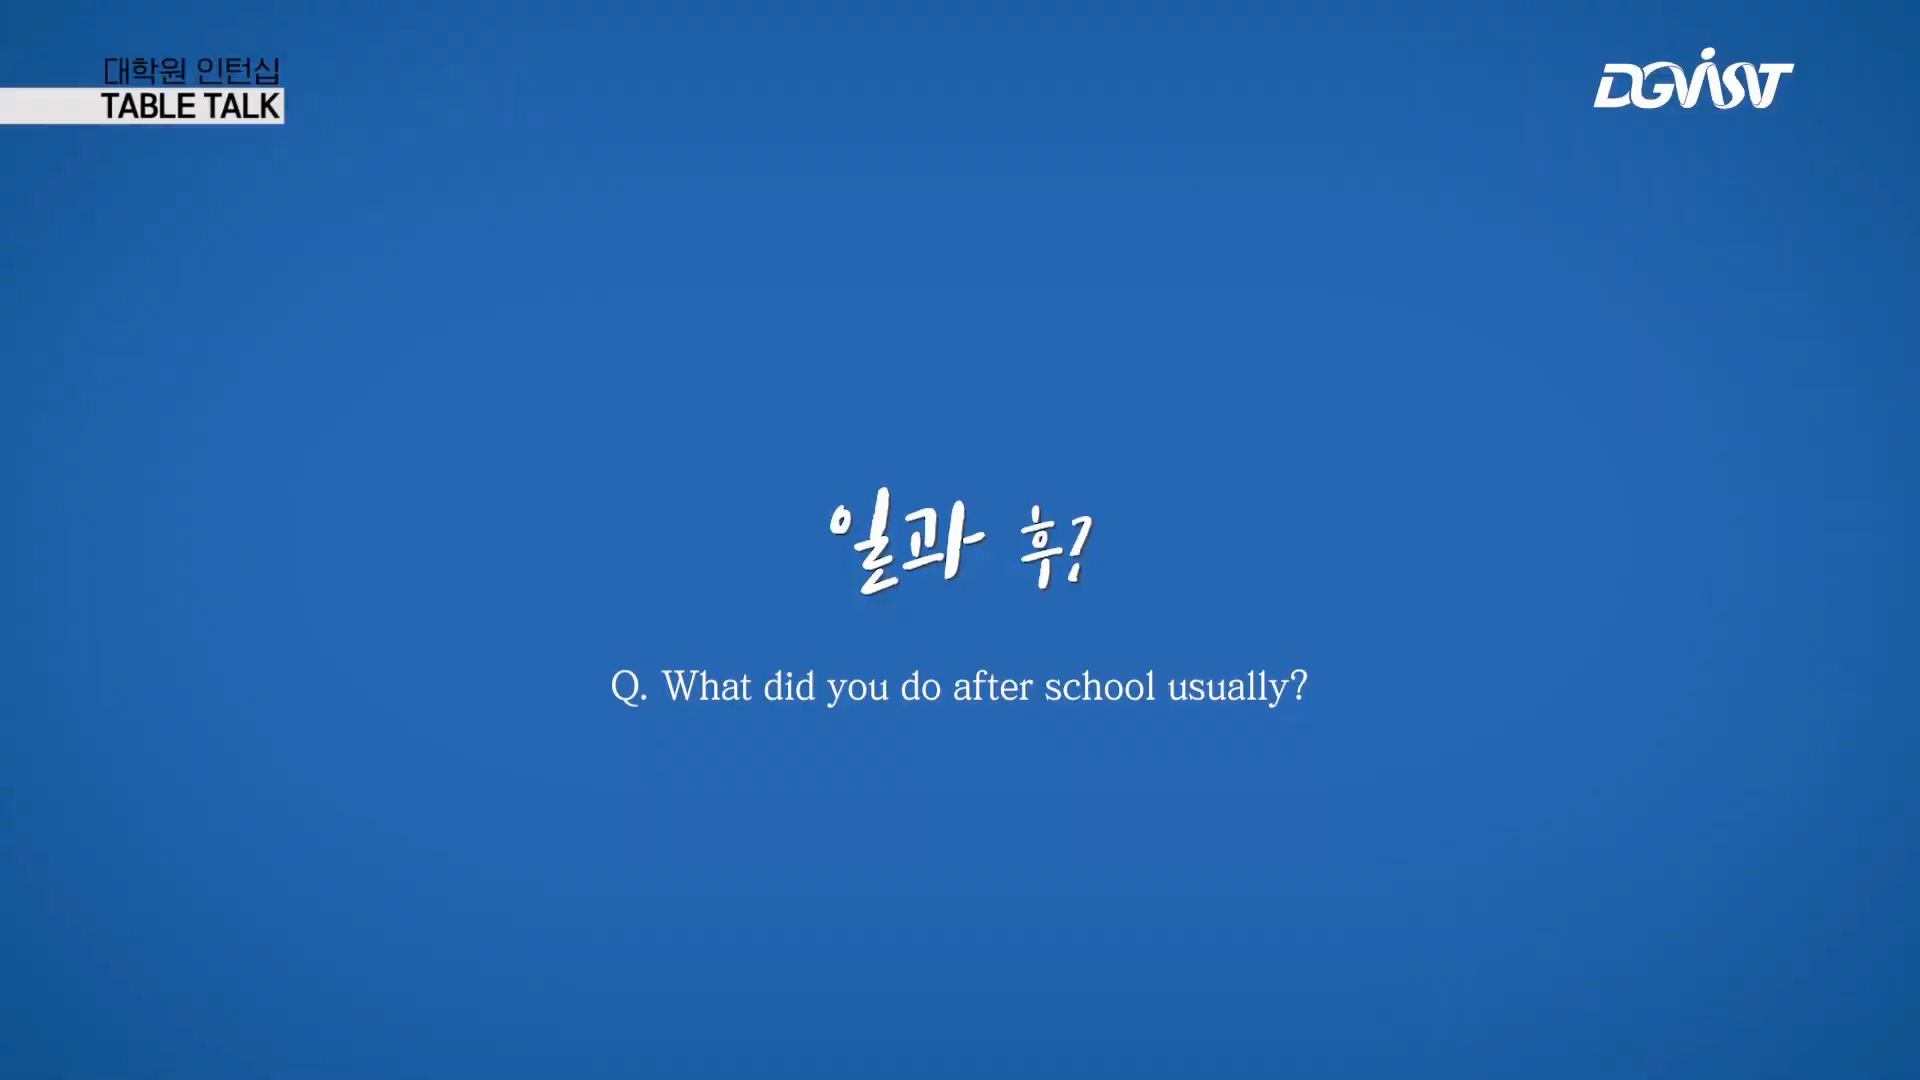 대학원 인턴십
TABLE TALK
DGIST
일과 후?
Q. What did you do after school usually?